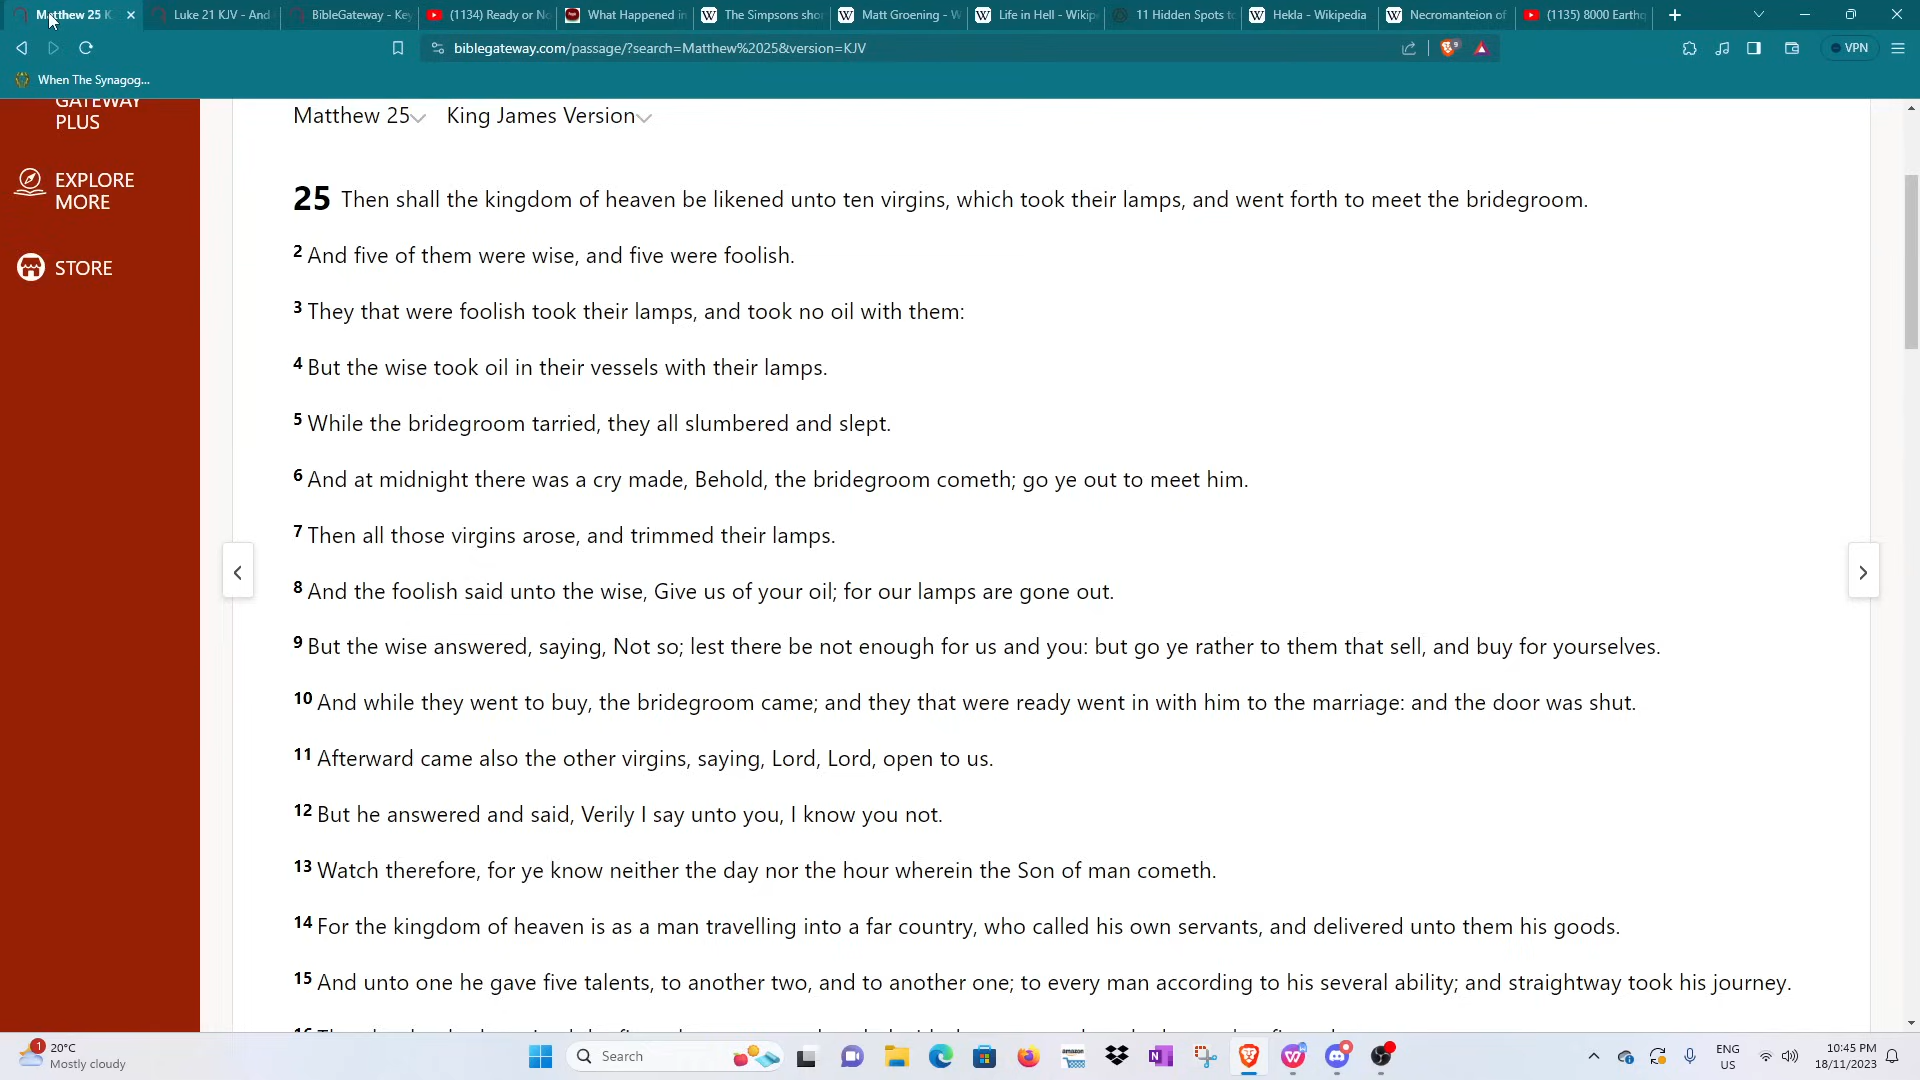 Matthew 25 K
Luke 21 KJV - And
BibleGateway - Key
(1134) Ready or No
What Happened in
The Simpsons sho
Matt Groening - W
Life in Hell - Wikip
11 Hidden Spots to
Hekla - Wikipedia
Necromanteion of
(1135) 8000 Earthq
biblegateway.com/passage/?search=Matthew%2025&version=KJV
VPN
When The Synagog...
GATEWAY
PLUS
EXPLORE
MORE
STORE
Matthew 25 King James Version
25 Then shall the kingdom of heaven be likened unto ten virgins, which took their lamps, and went forth to meet the bridegroom.
2 And five of them were wise, and five were foolish.
3 They that were foolish took their lamps, and took no oil with them:
4 But the wise took oil in their vessels with their lamps.
5 While the bridegroom tarried, they all slumbered and slept.
6 And at midnight there was a cry made, Behold, the bridegroom cometh; go ye out to meet him.
7 Then all those virgins arose, and trimmed their lamps.
8 And the foolish said unto the wise, Give us of your oil; for our lamps are gone out.
9 But the wise answered, saying, Not so; lest there be not enough for us and you: but go ye rather to them that sell, and buy for yourselves.
10 And while they went to buy, the bridegroom came; and they that were ready went in with him to the marriage: and the door was shut.
11 Afterward came also the other virgins, saying, Lord, Lord, open to us.
12 But he answered and said, Verily I say unto you, I know you not.
13 Watch therefore, for ye know neither the day nor the hour wherein the Son of man cometh.
14 For the kingdom of heaven is as a man travelling into a far country, who called his own servants, and delivered unto them his goods.
15 And unto one he gave five talents, to another two, and to another one; to every man according to his several ability; and straightway took his journey.
1
20°C
Mostly cloudy
Search
amazon
ENG
US
10:45 PM
18/11/2023